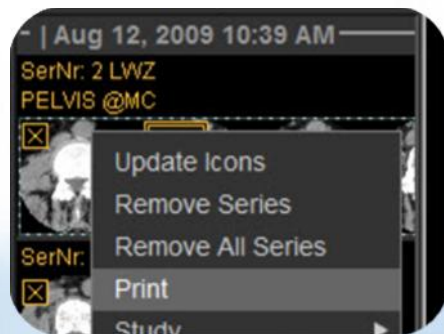 - | Aug 12, 2009 10:39 AM
SerNr: 2 LWZ
PELVIS @MC
Update Icons
Remove Series
Remove All Series
SerNr:
Print
Study